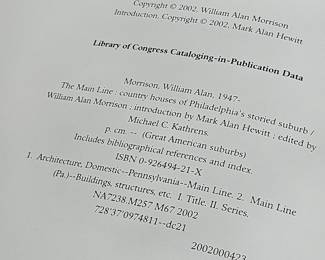 Copyright © 2002, William Alan Morrison
Introduction, Copyright © 2002, Mark Alan Hewitt
Library of Congress Cataloging-in-Publication Data
Morrison, William Alan, 1947-
The Main Line : country houses of Philadelphia's storied suburb /
William Alan Morrison ; introduction by Mark Alan Hewitt ; edited by
Michael C. Kathrens.
p. cm. -- (Great American suburbs)
Includes bibliographical references and index.
ISBN 0-926494-21-X
1. Architecture, Domestic--Pennsylvania--Main Line. 2. Main Line
(Pa.)--Buildings, structures, etc. I. Title. II. Series.
NA7238.M257 M67 2002
728'37'0974811--dc21
2002000423